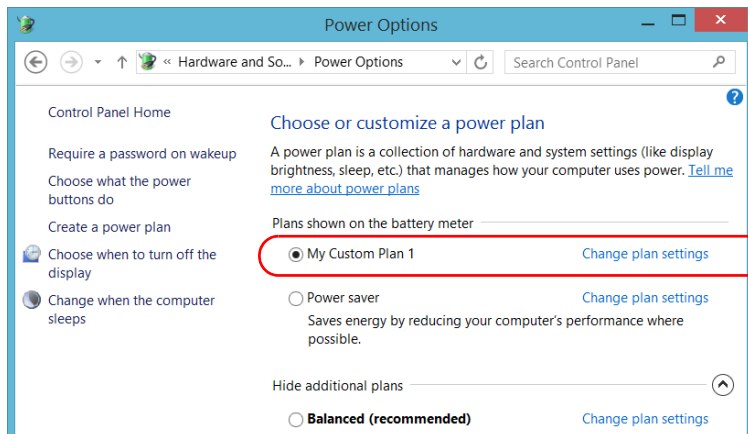 Power Options
« Hardware and So... Power Options
Search Control Panel
Control Panel Home
Require a password on wakeup
Choose what the power
buttons do
Create a power plan
Choose when to turn off the
display
Change when the computer
sleeps
?
Choose or customize a power plan
A power plan is a collection of hardware and system settings (like display
brightness, sleep, etc.) that manages how your computer uses power. Tell me
more about power plans
Plans shown on the battery meter
My Custom Plan 1 Change plan settings
Power saver Change plan settings
Saves energy by reducing your computer's performance where
possible.
Hide additional plans
Balanced (recommended) Change plan settings